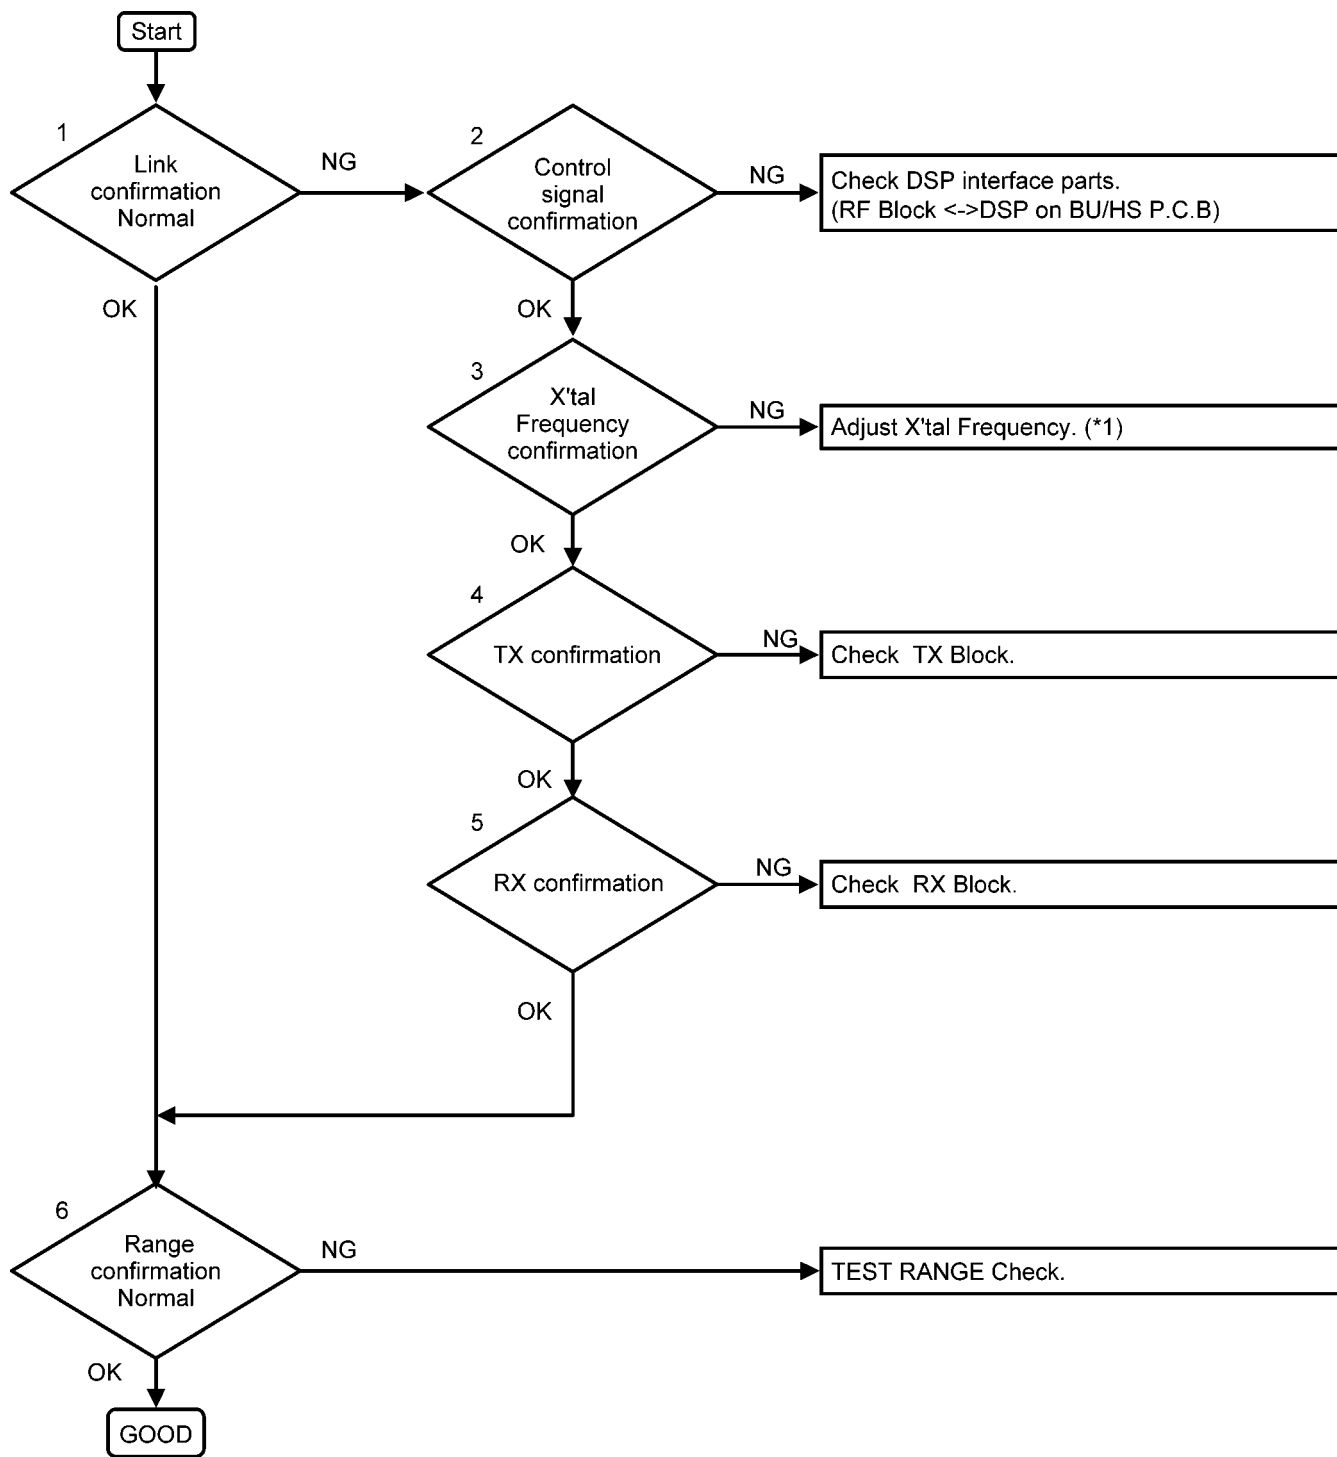 Start
1
Link
confirmation
Normal
NG
2
Control
signal
confirmation
NG
Check DSP interface parts.
(RF Block <->DSP on BU/HS P.C.B)
OK
OK
3
X'tal
Frequency
confirmation
NG
Adjust X'tal Frequency. (*1)
OK
4
TX confirmation
NG
Check TX Block.
OK
5
RX confirmation
NG
Check RX Block.
OK
6
Range
confirmation
Normal
NG
TEST RANGE Check.
OK
GOOD